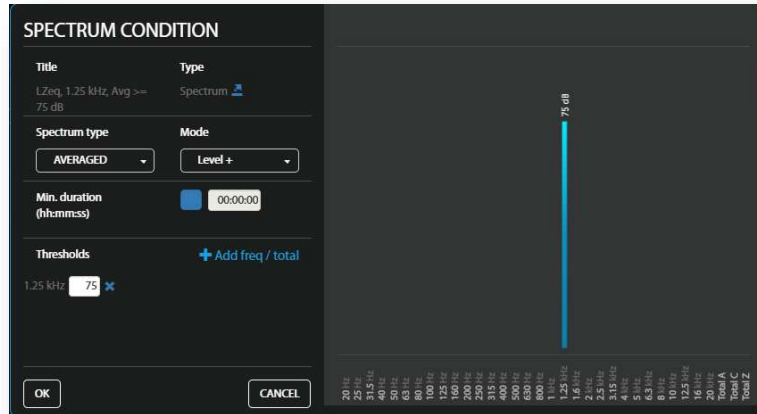 SPECTRUM CONDITION
Title
Type
LZeq, 1.25 kHz, Avg >=
75 dB
Spectrum
Spectrum type
Mode
AVERAGED
Level +
Min. duration
(hh:mm:ss)
00:00:00
Thresholds
+ Add freq / total
1.25 kHz 75
OK
CANCEL
75 dB
20 Hz
25 Hz
31.5 Hz
40 Hz
50 Hz
63 Hz
80 Hz
100 Hz
125 Hz
160 Hz
200 Hz
250 Hz
315 Hz
400 Hz
500 Hz
630 Hz
800 Hz
1 kHz
1.25 kHz
1.6 kHz
2 kHz
2.5 kHz
3.15 kHz
4 kHz
5 kHz
6.3 kHz
8 kHz
10 kHz
12.5 kHz
16 kHz
20 kHz
Total A
Total C
Total Z